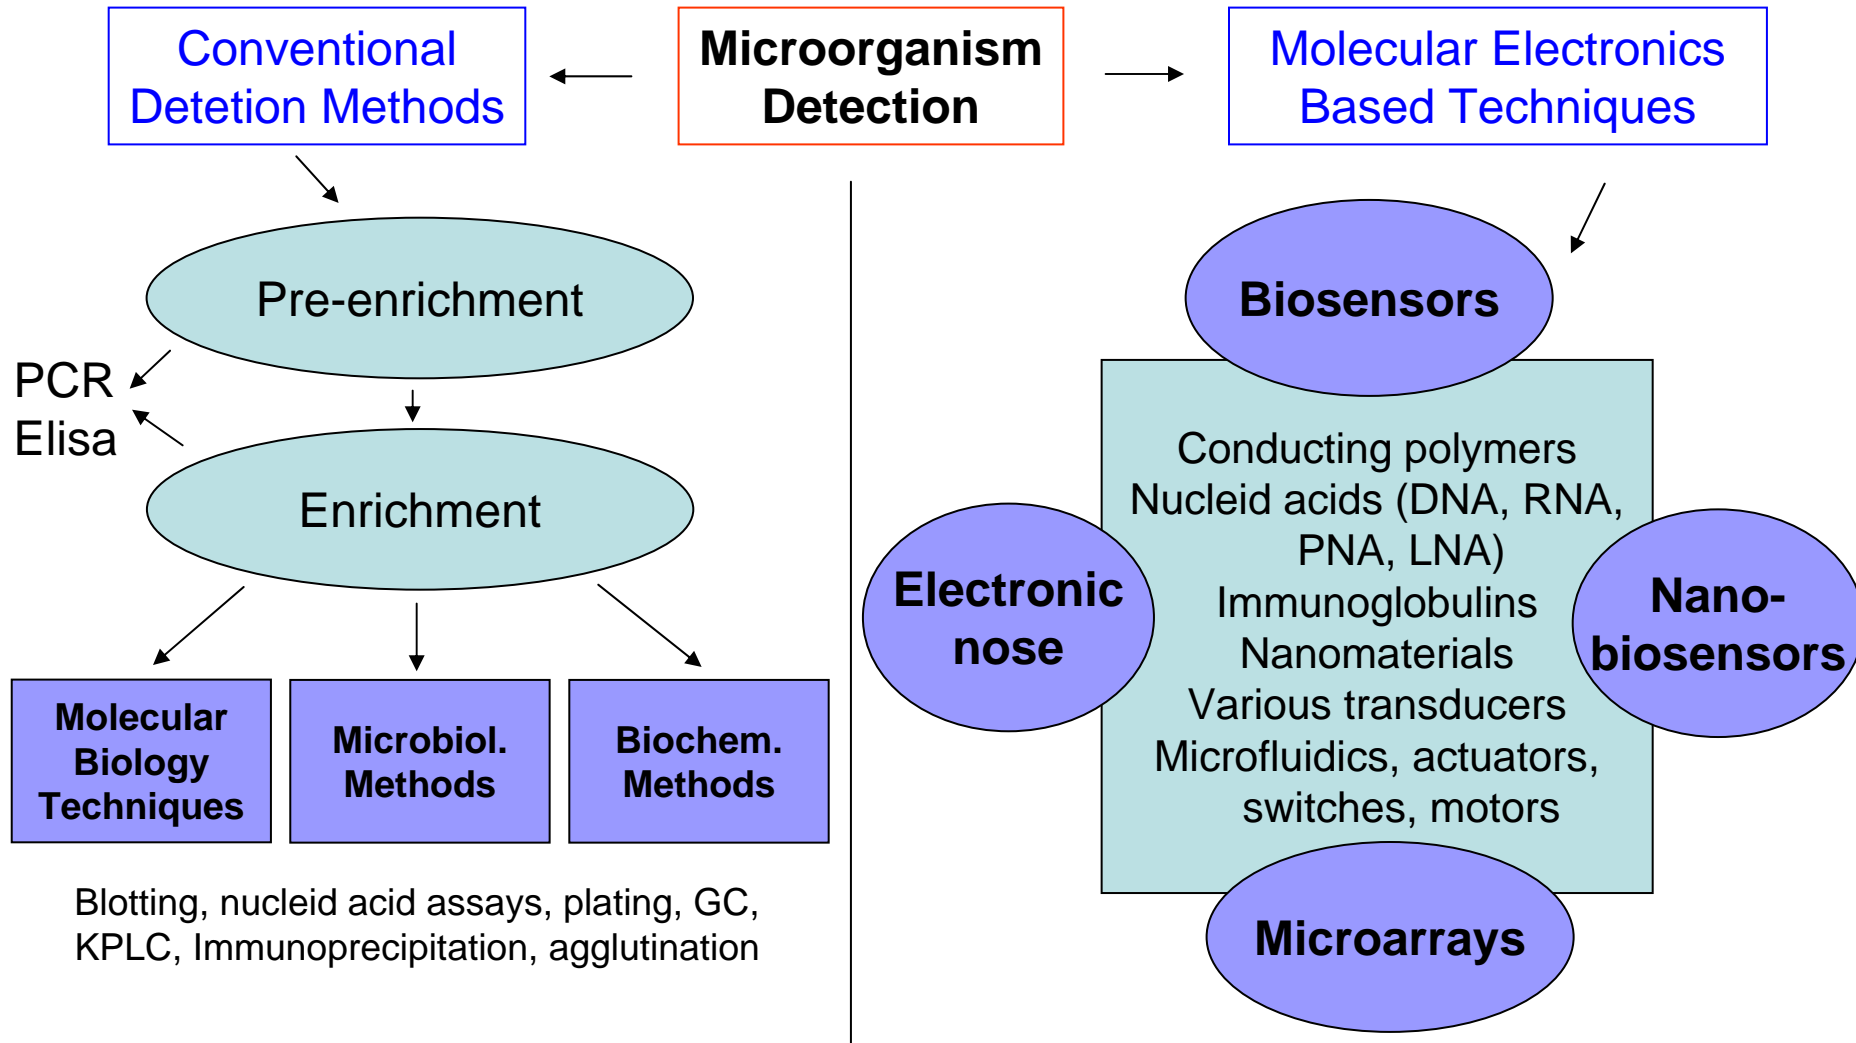 Conventional
Detetion Methods
Microorganism
Detection
Molecular Electronics
Based Techniques
Pre-enrichment
PCR
Elisa
Enrichment
Molecular
Biology
Techniques
Microbiol.
Methods
Biochem.
Methods
Blotting, nucleid acid assays, plating, GC,
KPLC, Immunoprecipitation, agglutination
Biosensors
Conducting polymers
Nucleid acids (DNA, RNA,
PNA, LNA)
Immunoglobulins
Nanomaterials
Various transducers
Microfluidics, actuators,
switches, motors
Electronic
nose
Nano-
biosensors
Microarrays